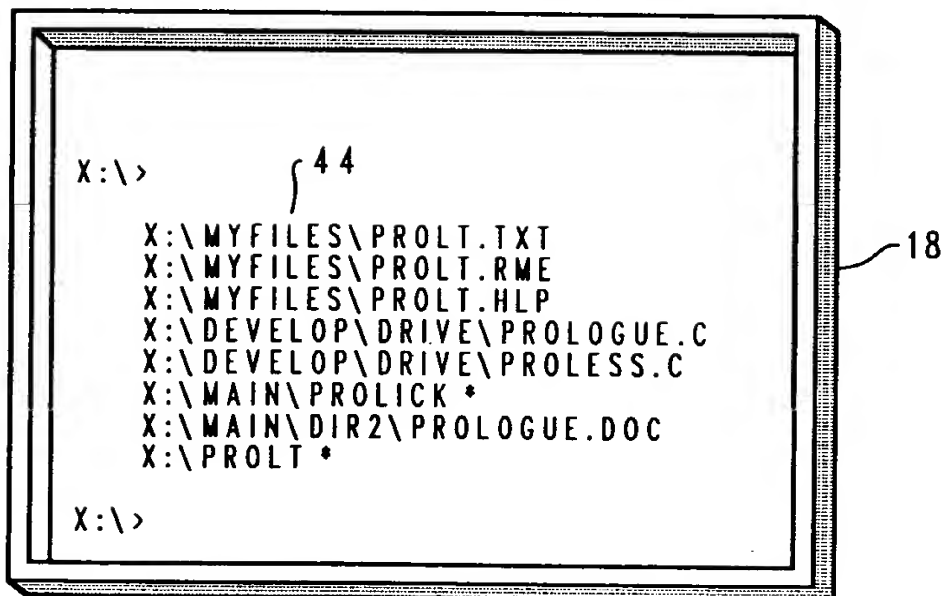 X:\>
44
X:\MYFILES\PROLT.TXT
X:\MYFILES\PROLT.RME
X:\MYFILES\PROLT.HLP
X:\DEVELOP\DRIVE\PROLOGUE.C
X:\DEVELOP\DRIVE\PROLESS.C
X:\MAIN\PROLICK *
X:\MAIN\DIR2\PROLOGUE.DOC
X:\PROLT *
X:\>
18